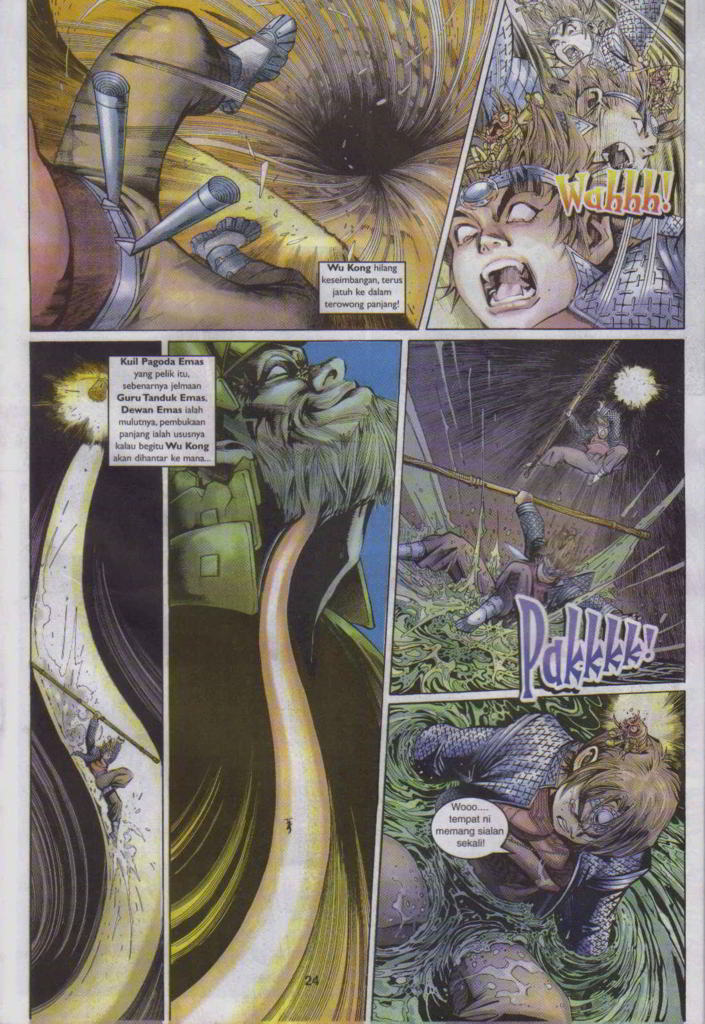 Wu Kong hilang
keseimbangan, terus
jatuh ke dalam
terowong panjang!
Wahhh!
Kuil Pagoda Emas
yang pelik itu,
sebenarnya jelmaan
Guru Tanduk Emas,
Dewan Emas ialah
mulutnya, pembukaan
panjang ialah ususnya
kalau begitu Wu Kong
akan dihantar ke mana...
Pakkkk!
Wooo....
tempat ni
memang sialan
sekali!
24